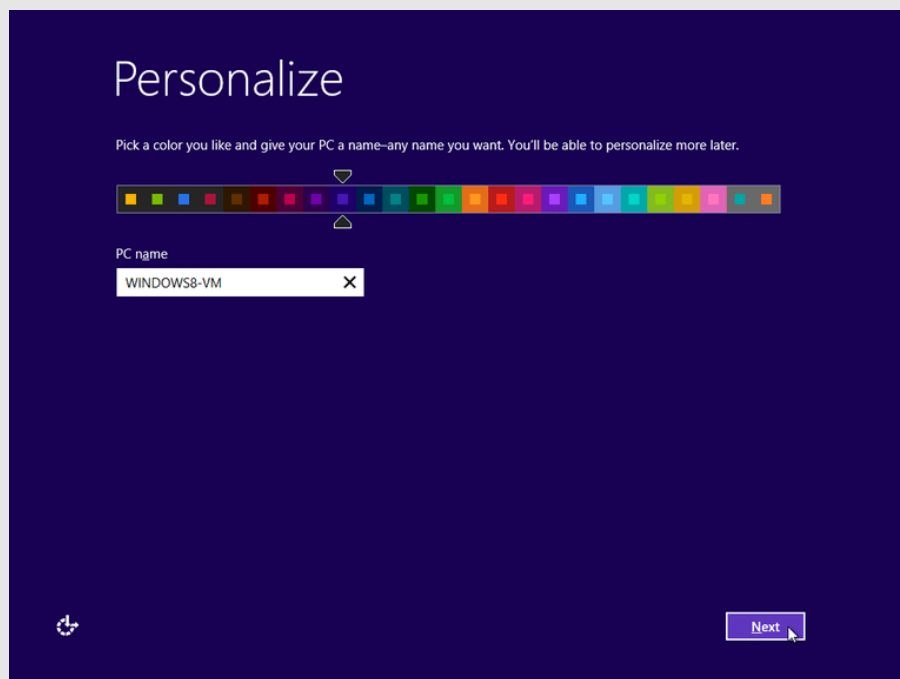 Personalize
Pick a color you like and give your PC a name–any name you want. You'll be able to personalize more later.
PC name
WINDOWS8-VM
Next